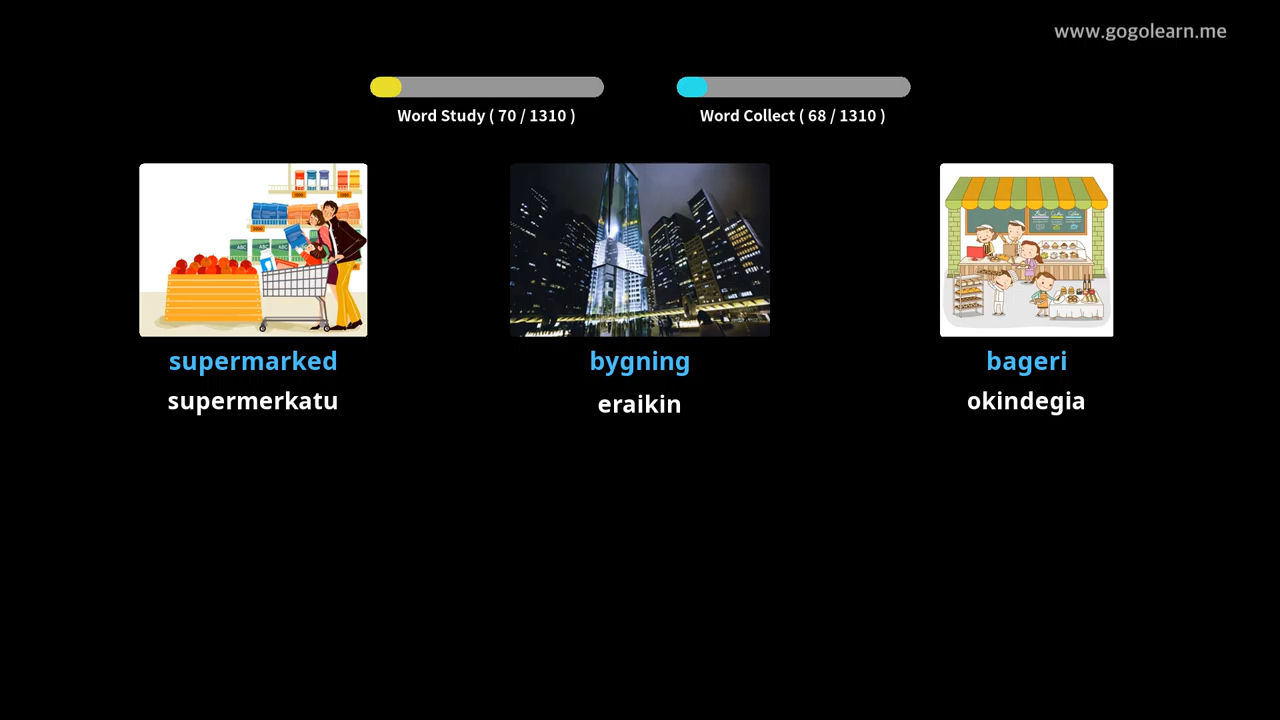 www.gogolearn.me
Word Study ( 70 / 1310 )
Word Collect ( 68 / 1310 )
supermarked
bygning
bageri
supermerkatu
eraikin
okindegia